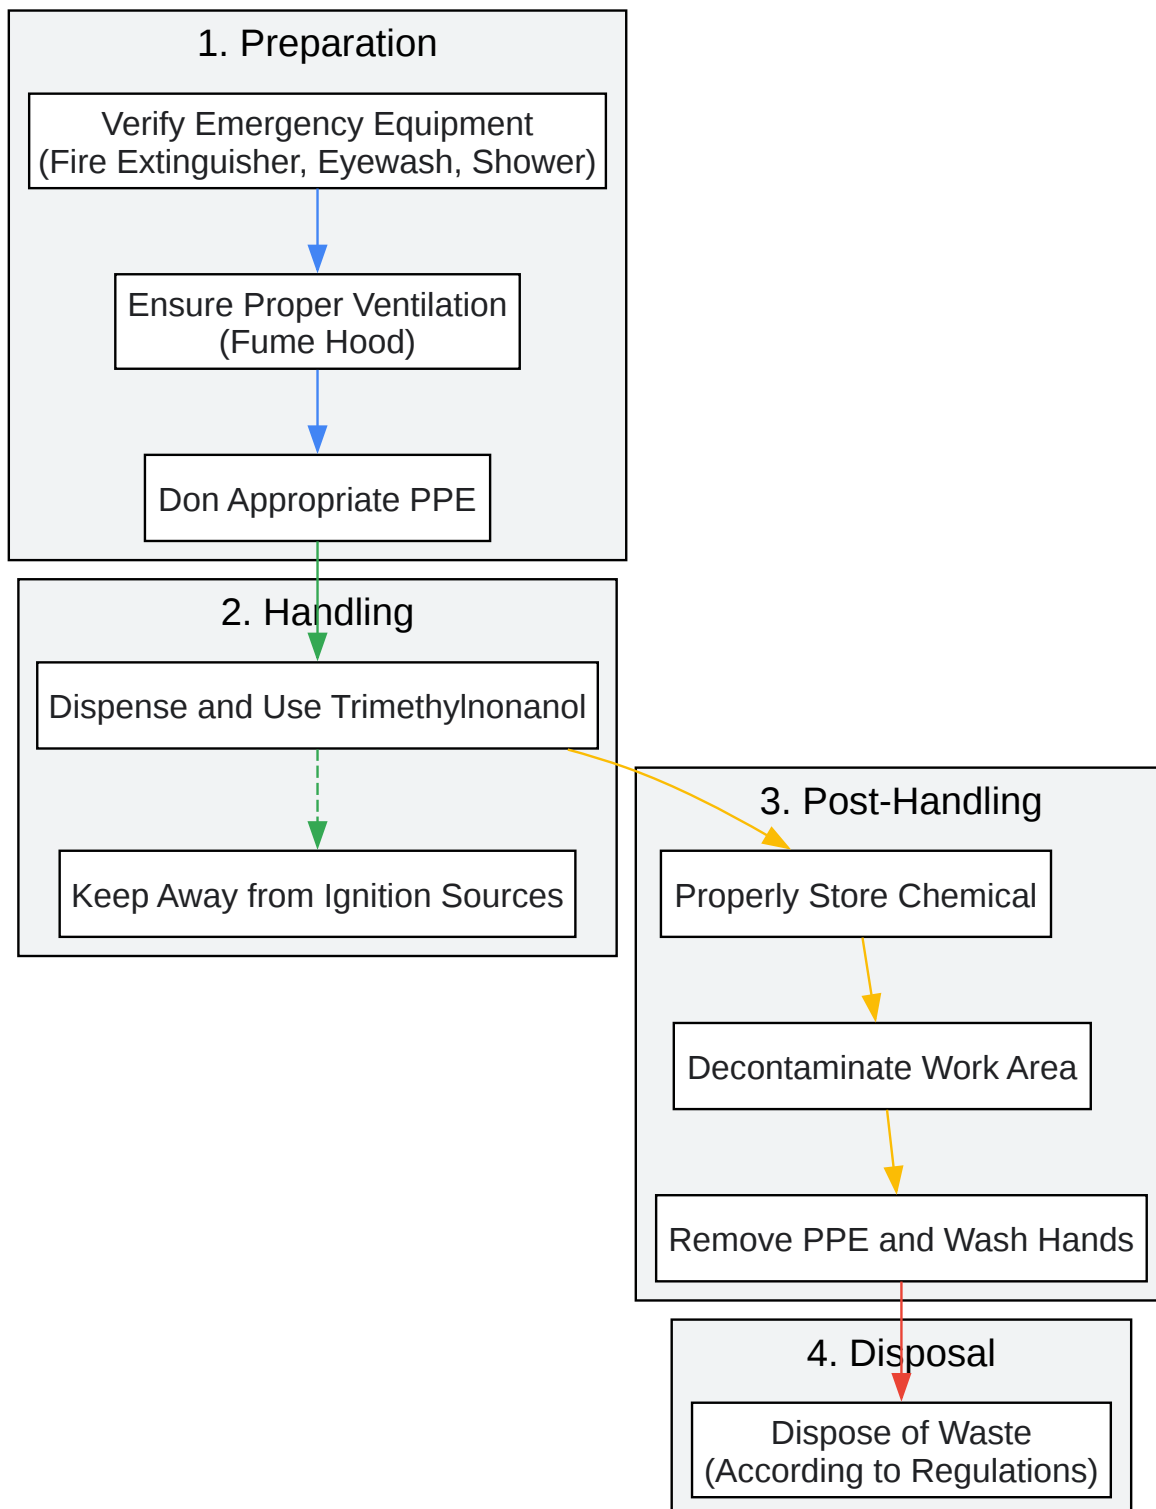 1. Preparation
Verify Emergency Equipment
(Fire Extinguisher, Eyewash, Shower)
Ensure Proper Ventilation
(Fume Hood)
Don Appropriate PPE
2. Handling
Dispense and Use Trimethylnonanol
Keep Away from Ignition Sources
3. Post-Handling
Properly Store Chemical
Decontaminate Work Area
Remove PPE and Wash Hands
4. Disposal
Dispose of Waste
(According to Regulations)